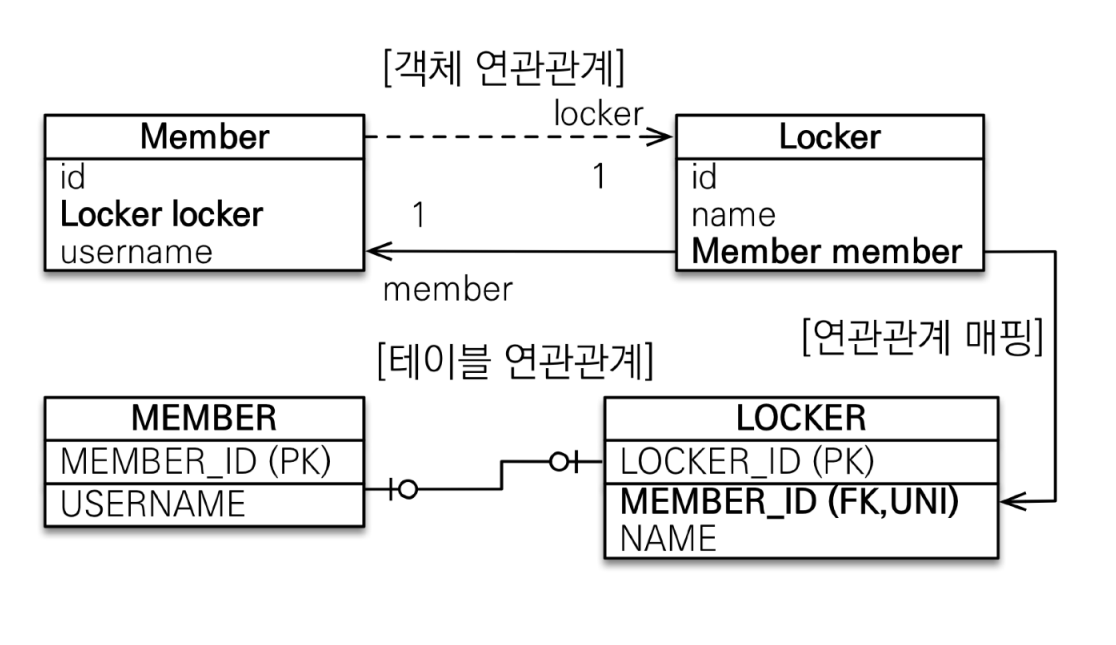 [객체 연관관계]
locker
Member
Locker
id
Locker locker
username
1
1
id
name
Member member
member
[연관관계 매핑]
[테이블 연관관계]
MEMBER
MEMBER_ID (PK)
USERNAME
LOCKER
LOCKER_ID (PK)
MEMBER_ID (FK,UNI)
NAME